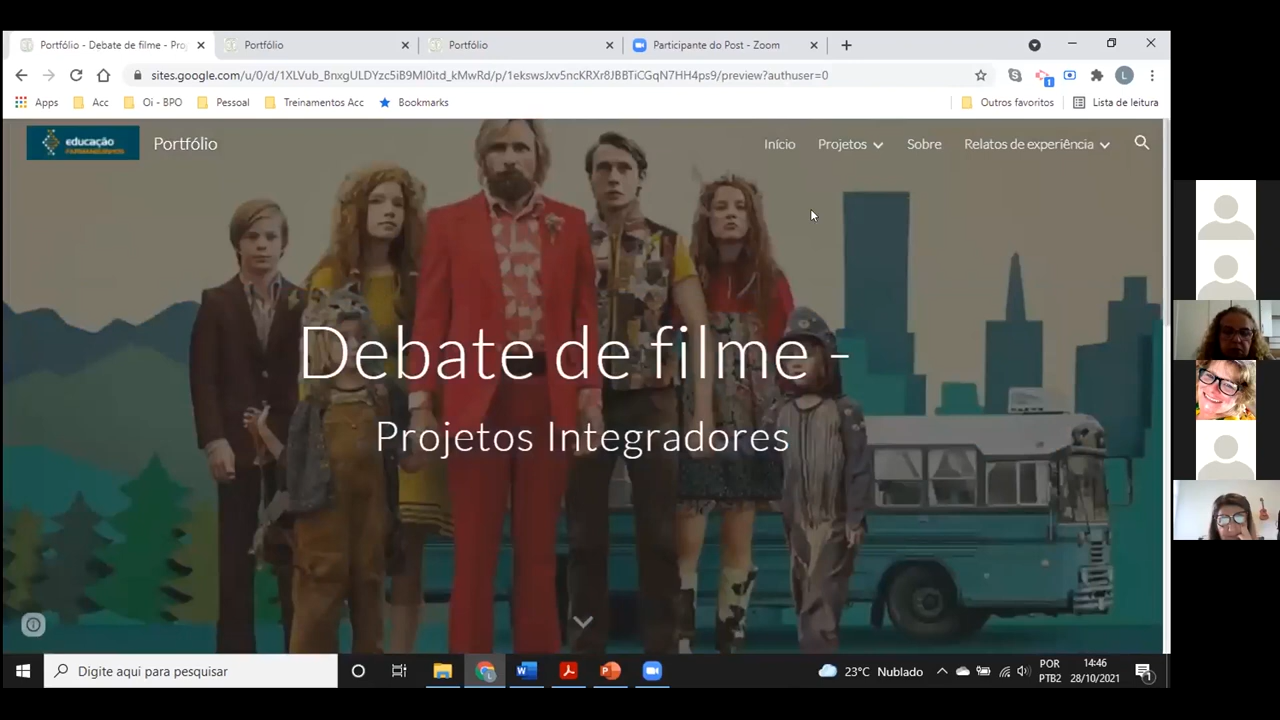 Portfólio - Debate de filme - Pro
Portfólio
Portfólio
Participante do Post - Zoom
sites.google.com/u/0/d/1XLVub_BnxgULDYzc5iB9MI0itd_kMwRd/p/1ekswsJxv5ncKRXr8JBBTiCGqN7HH4ps9/preview?authuser=0
L
Apps
Acc
Oi - BPO
Pessoal
Treinamentos Acc
Bookmarks
Outros favoritos
Lista de leitura
educação
Portfólio
Início
Projetos
Sobre
Relatos de experiência
Debate de filme -
Projetos Integradores
Digite aqui para pesquisar
23°C Nublado
POR
PTB2
14:46
28/10/2021
1